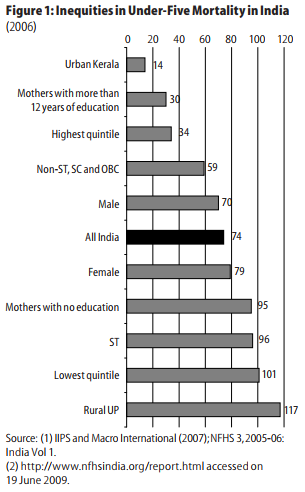 Figure 1: Inequities in Under-Five Mortality in India
(2006)
0 20 40 60 80 100 120
Urban Kerala 14
Mothers with more than
12 years of education 30
Highest quintile 34
Non-ST, SC and OBC 59
Male 70
All India 74
Female 79
Mothers with no education 95
ST 96
Lowest quintile 101
Rural UP 117
Source: (1) IIPS and Macro International (2007); NFHS 3, 2005-06:
India Vol 1.
(2) http://www.nfhsindia.org/report.html accessed on
19 June 2009.